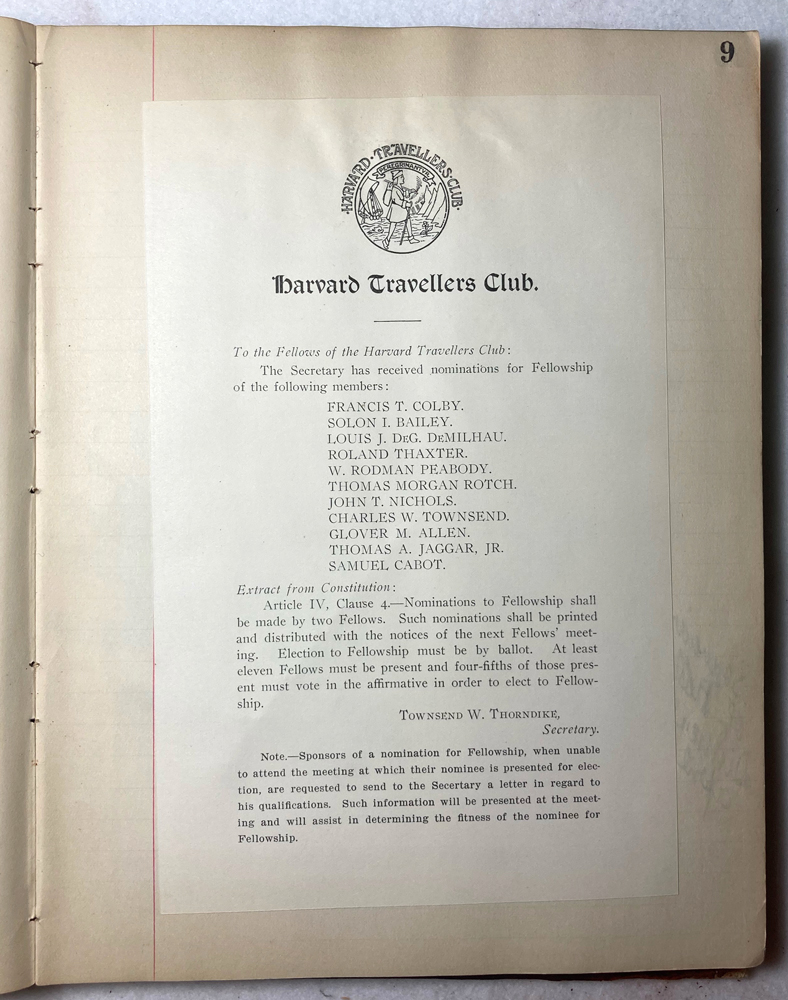 9
HARVARD·TRAVELLERS·CLUB·
PEREGRINANTUR
Harvard Travellers Club.
To the Fellows of the Harvard Travellers Club:
The Secretary has received nominations for Fellowship
of the following members:
FRANCIS T. COLBY.
SOLON I. BAILEY.
LOUIS J. DEG. DEMILHAU.
ROLAND THAXTER.
W. RODMAN PEABODY.
THOMAS MORGAN ROTCH.
JOHN T. NICHOLS.
CHARLES W. TOWNSEND.
GLOVER M. ALLEN.
THOMAS A. JAGGAR, JR.
SAMUEL CABOT.
Extract from Constitution:
Article IV, Clause 4.—Nominations to Fellowship shall
be made by two Fellows. Such nominations shall be printed
and distributed with the notices of the next Fellows' meet-
ing. Election to Fellowship must be by ballot. At least
eleven Fellows must be present and four-fifths of those pres-
ent must vote in the affirmative in order to elect to Fellow-
ship.
TOWNSEND W. THORNDIKE,
Secretary.
Note.—Sponsors of a nomination for Fellowship, when unable
to attend the meeting at which their nominee is presented for elec-
tion, are requested to send to the Secertary a letter in regard to
his qualifications. Such information will be presented at the meet-
ing and will assist in determining the fitness of the nominee for
Fellowship.